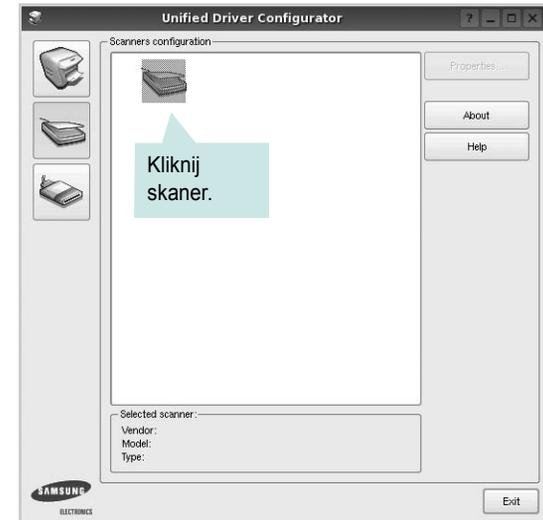 Unified Driver Configurator
Scanners configuration
Properties...
About
Help
Kliknij
skaner.
Selected scanner:
Vendor:
Model:
Type:
SAMSUNG
ELECTRONICS
Exit